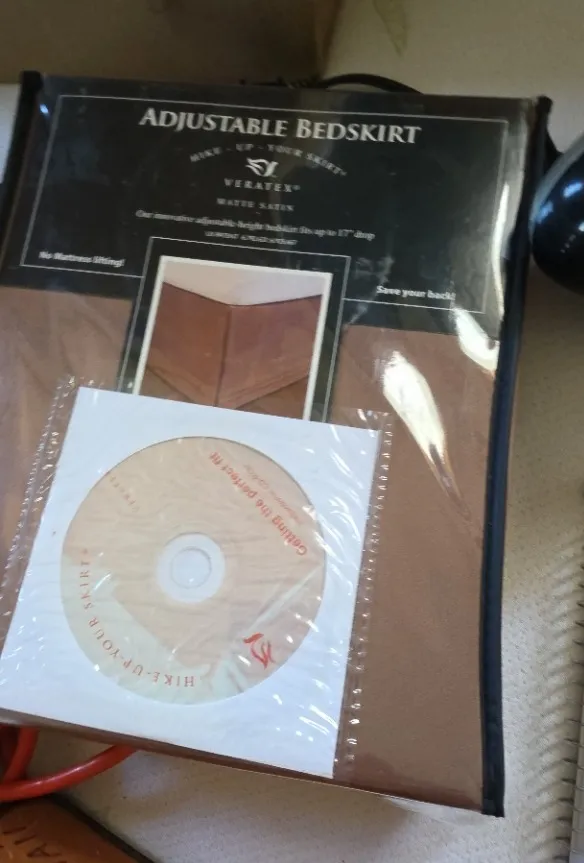 ADJUSTABLE BEDSKIRT
HIKE - UP - YOUR SKIRT®
VERATEX®
MATTE SATIN
Our innovative adjustable height bedskirt fits up to 17" drop
No Mattress lifting!
Save your back!
Getting the perfect fit
HIKE-UP-YOUR SKIRT®